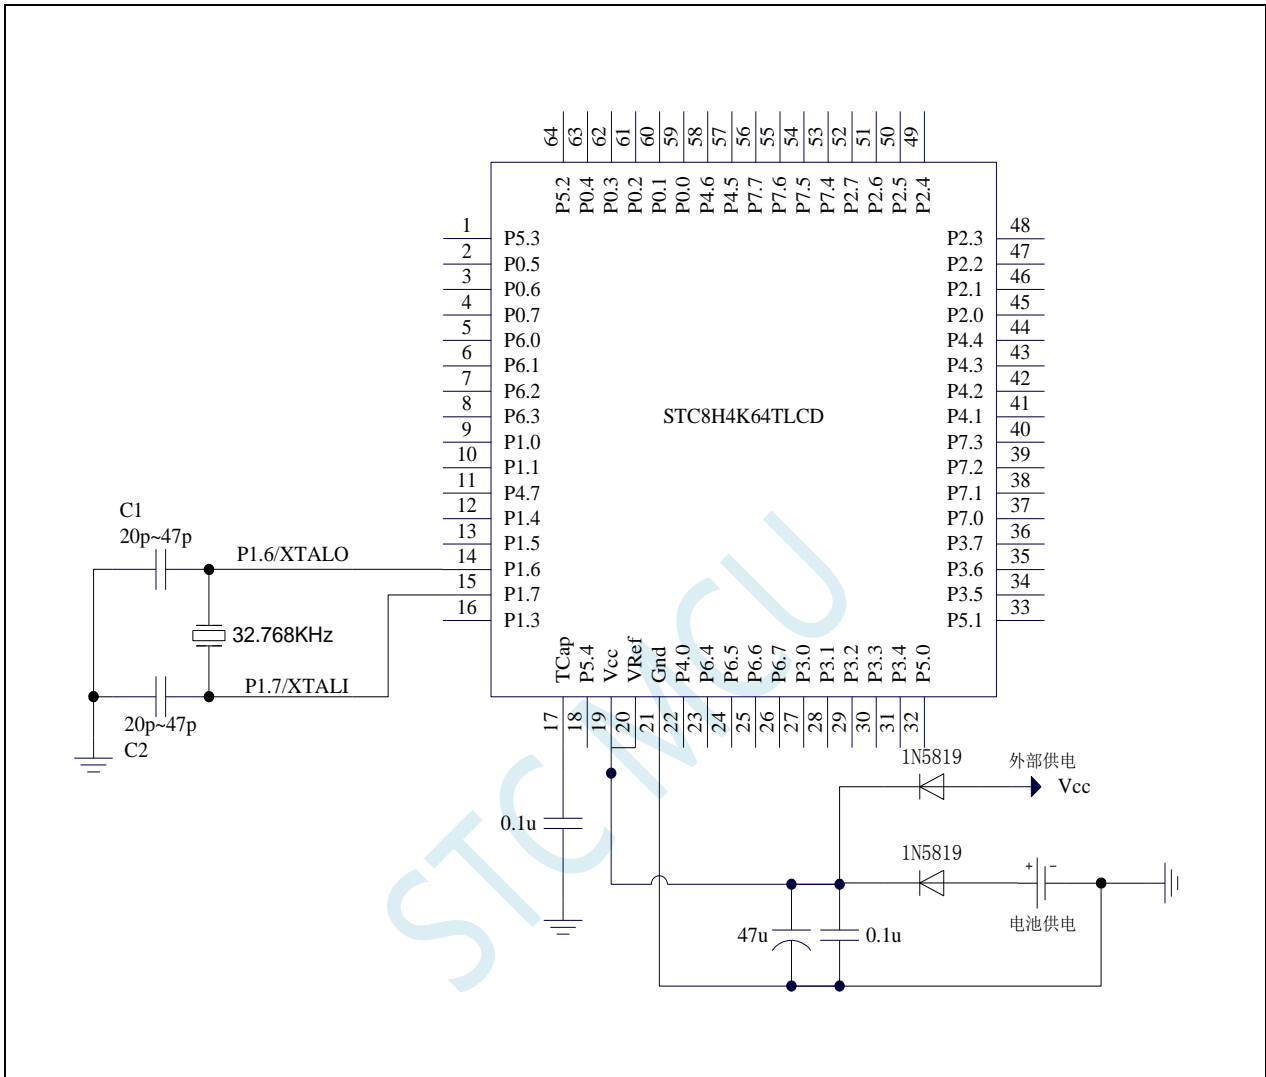 64 63 62 61 60 59 58 57 56 55 54 53 52 51 50 49
P5.2 P0.4 P0.3 P0.2 P0.1 P0.0 P4.6 P4.5 P7.7 P7.6 P7.5 P7.4 P2.7 P2.6 P2.5 P2.4
1 P5.3
2 P0.5
3 P0.6
4 P0.7
5 P6.0
6 P6.1
7 P6.2
8 P6.3
9 P1.0
10 P1.1
11 P4.7
12 P1.4
13 P1.5
14 P1.6
15 P1.7
16 P1.3
STC8H4K64TLCD
P2.3 48
P2.2 47
P2.1 46
P2.0 45
P4.4 44
P4.3 43
P4.2 42
P4.1 41
P7.3 40
P7.2 39
P7.1 38
P7.0 37
P3.7 36
P3.6 35
P3.5 34
P5.1 33
TCap P5.4 Vcc VRef Gnd P4.0 P6.4 P6.5 P6.6 P6.7 P3.0 P3.1 P3.2 P3.3 P3.4 P5.0
17 18 19 20 21 22 23 24 25 26 27 28 29 30 31 32
C1
20p~47p
P1.6/XTALO
32.768KHz
P1.7/XTALI
20p~47p
C2
0.1u
1N5819
外部供电
Vcc
1N5819
+ -
电池供电
47u
0.1u
STC MCU